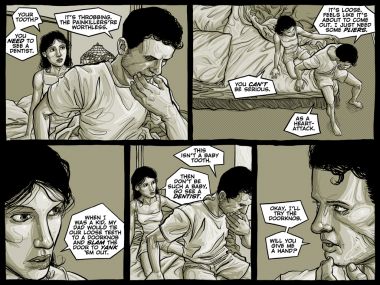 YOUR
TOOTH?
YOU
NEED TO
SEE A
DENTIST.
IT'S THROBBING.
THE
PAINKILLERS'RE
WORTHLESS.
IT'S LOOSE.
FEELS LIKE IT'S
ABOUT TO COME
OUT. I JUST NEED
SOME PLIERS.
YOU CAN'T
BE SERIOUS.
AS A
HEART-
ATTACK.
WHEN I
WAS A KID, MY
DAD WOULD TIE
OUR LOOSE TEETH
TO A DOORKNOB
AND SLAM THE
DOOR TO YANK
'EM OUT.
THIS
ISN'T A BABY
TOOTH.
THEN
DON'T BE
SUCH A BABY,
GO SEE A
DENTIST.
OKAY, I'LL
TRY THE
DOORKNOB.
WILL YOU
GIVE ME
A HAND?